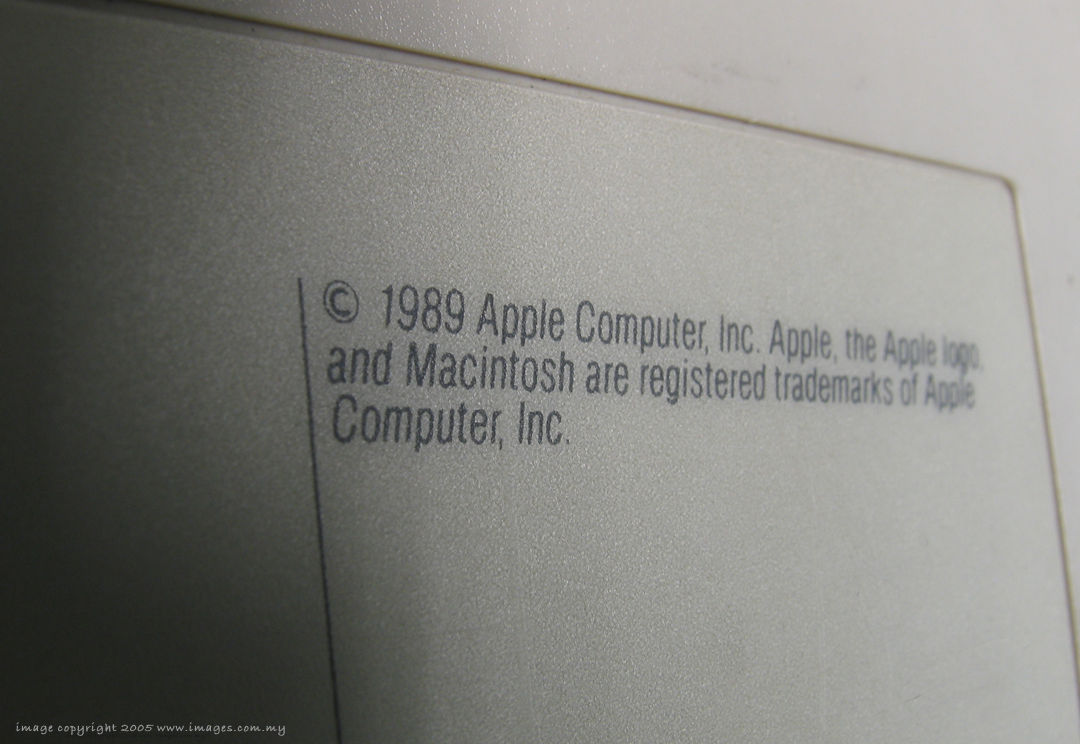 © 1989 Apple Computer, Inc. Apple, the Apple logo,
and Macintosh are registered trademarks of Apple
Computer, Inc.
image copyright 2005 www.images.com.my